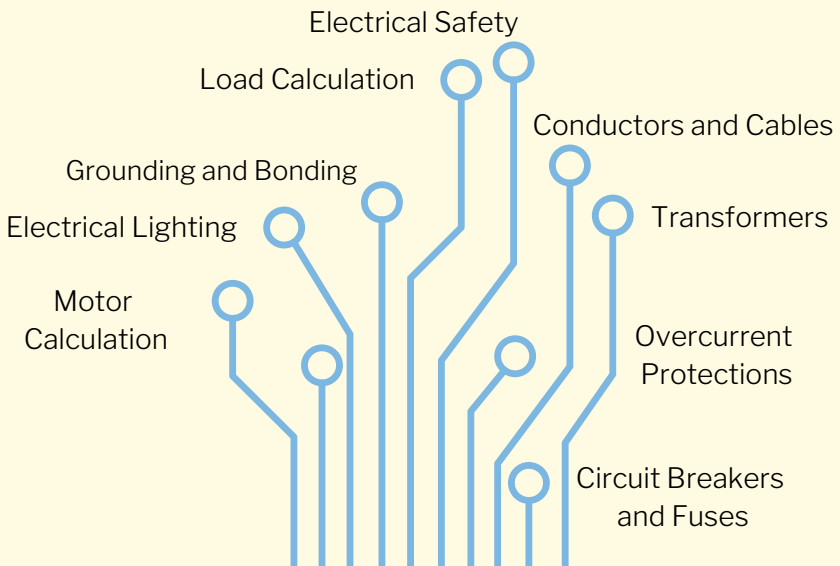 Electrical Safety
Load Calculation
Conductors and Cables
Grounding and Bonding
Transformers
Electrical Lighting
Motor
Calculation
Overcurrent
Protections
Circuit Breakers
and Fuses